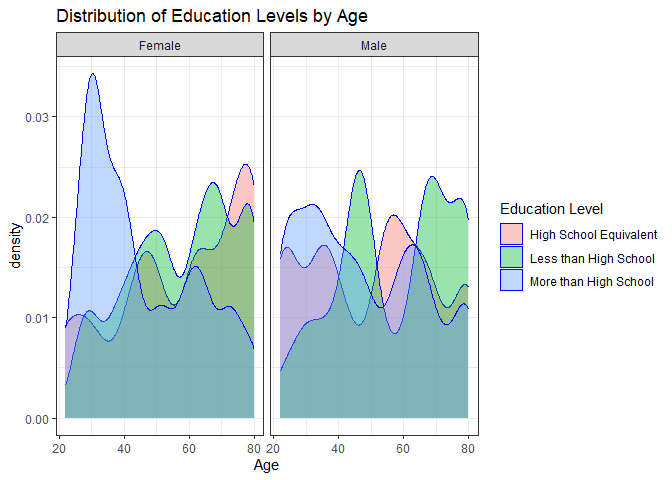 Distribution of Education Levels by Age
Female
Male
0.03
0.02
0.01
0.00
density
20
40
60
80
20
40
60
80
Age
Education Level
High School Equivalent
Less than High School
More than High School